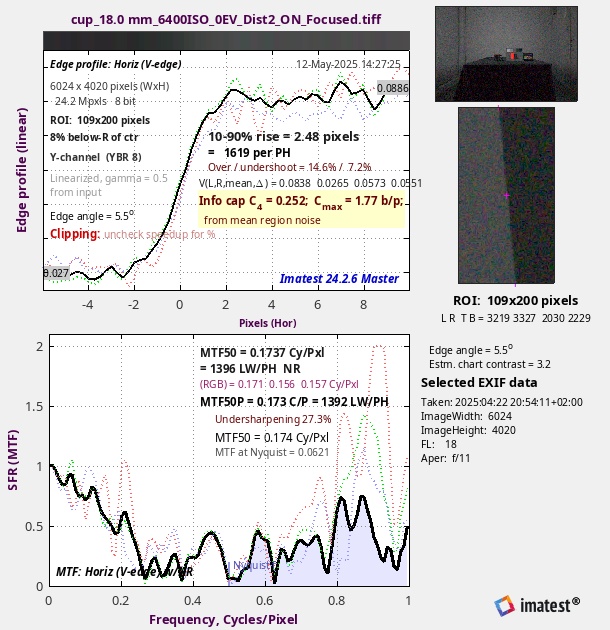 cup_18.0 mm_6400ISO_0EV_Dist2_ON_Focused.tiff
Edge profile: Horiz (V-edge)
12-May-2025 14:27:25
6024 x 4020 pixels (WxH)
24.2 Mpxls   8 bit
0.0886
ROI:  109x200 pixels
8% below-R of ctr
10-90% rise = 2.48 pixels
=   1619 per PH
Y-channel  (YBR 8)
Over / undershoot = 14.6% /  7.2%
Linearized, gamma = 0.5
from input
V(L,R,mean,Δ) = 0.0838  0.0265  0.0573  0.0551
Info cap C4 = 0.252;  Cmax = 1.77 b/p;
from mean region noise
Edge angle = 5.5°
Clipping: uncheck speedup for %
0.027
Imatest 24.2.6 Master
Edge profile (linear)
-4 -2 0 2 4 6 8
Pixels (Hor)
ROI:  109x200 pixels
L R  T B = 3219 3327  2030 2229
Edge angle = 5.5°
Estm. chart contrast = 3.2
Selected EXIF data
Taken: 2025:04:22 20:54:11+02:00
ImageWidth:  6024
ImageHeight:  4020
FL:   18
Aper:  f/11
MTF50 = 0.1737 Cy/Pxl
= 1396 LW/PH  NR
(RGB) = 0.171  0.156  0.157 Cy/Pxl
MTF50P = 0.173 C/P = 1392 LW/PH
Undersharpening 27.3%
MTF50 = 0.174 Cy/Pxl
MTF at Nyquist = 0.0621
2
1.5
1
0.5
0
SFR (MTF)
Nyquist
MTF: Horiz (V-edge) w/NR
0 0.2 0.4 0.6 0.8 1
Frequency, Cycles/Pixel
imatest®